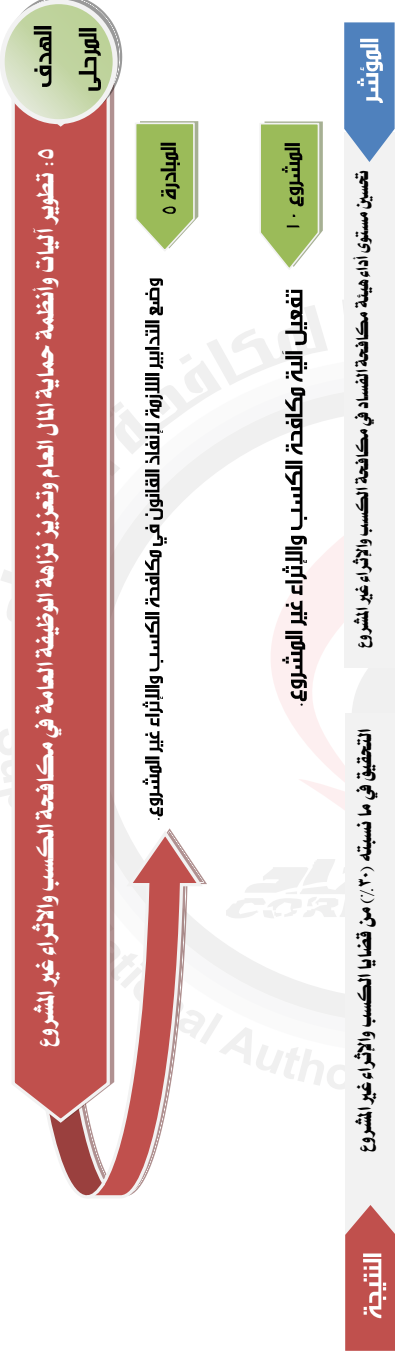 الهدف
المرحلي
٥: تطوير آليات وأنظمة حماية المال العام وتعزيز نزاهة الوظيفة العامة في مكافحة الكسب والاثراء غير المشروع
المبادرة ٥
وضع التدابير اللازمة لإنفاذ القانون في مكافحة الكسب والإثراء غير المشروع.
المشروع ١٠
تفعيل آلية مكافحة الكسب والإثراء غير المشروع.
المؤشر
تحسين مستوى أداء هيئة مكافحة الفساد في مكافحة الكسب والإثراء غير المشروع
النتيجة
التحقيق في ما نسبته (٣٠٪) من قضايا الكسب والإثراء غير المشروع